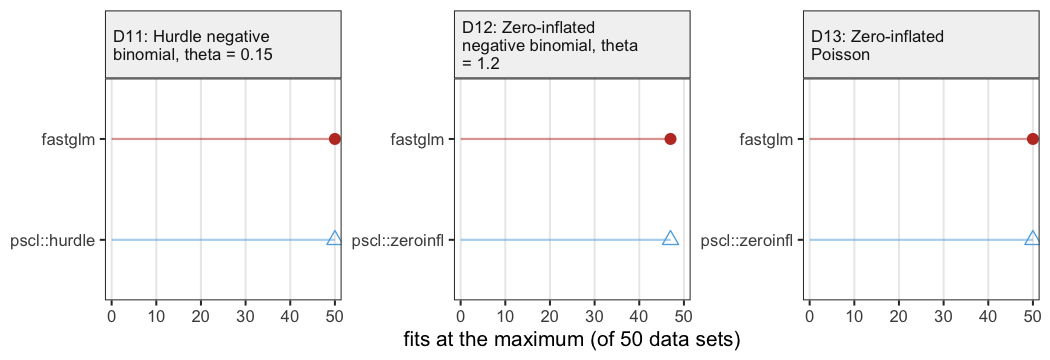 D11: Hurdle negative
binomial, theta = 0.15
fastglm
pscl::hurdle
0 10 20 30 40 50
D12: Zero-inflated
negative binomial, theta
= 1.2
fastglm
pscl::zeroinfl
0 10 20 30 40 50
D13: Zero-inflated
Poisson
fastglm
pscl::zeroinfl
0 10 20 30 40 50
fits at the maximum (of 50 data sets)